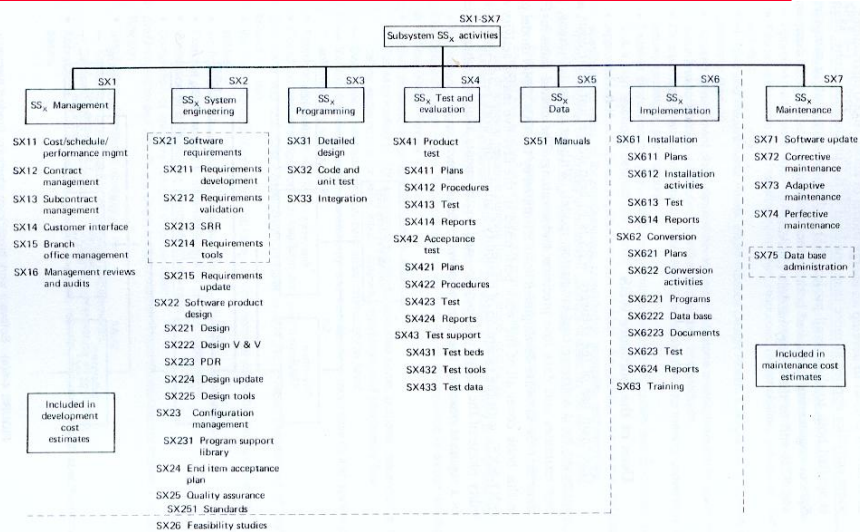 SX1-SX7
Subsystem SSx activities
SX1
SSx Management
SX11 Cost/schedule/
performance mgmt
SX12 Contract
management
SX13 Subcontract
management
SX14 Customer interface
SX15 Branch
office management
SX16 Management reviews
and audits
Included in
development
cost
estimates
SX2
SSx System
engineering
SX21 Software
requirements
SX211 Requirements
development
SX212 Requirements
validation
SX213 SRR
SX214 Requirements
tools
SX215 Requirements
update
SX22 Software product
design
SX221 Design
SX222 Design V & V
SX223 PDR
SX224 Design update
SX225 Design tools
SX23 Configuration
management
SX231 Program support
library
SX24 End item acceptance
plan
SX25 Quality assurance
SX251 Standards
SX26 Feasibility studies
SX3
SSx
Programming
SX31 Detailed
design
SX32 Code and
unit test
SX33 Integration
SX4
SSx Test and
evaluation
SX41 Product
test
SX411 Plans
SX412 Procedures
SX413 Test
SX414 Reports
SX42 Acceptance
test
SX421 Plans
SX422 Procedures
SX423 Test
SX424 Reports
SX43 Test support
SX431 Test beds
SX432 Test tools
SX433 Test data
SX5
SSx
Data
SX51 Manuals
SX6
SSx
Implementation
SX61 Installation
SX611 Plans
SX612 Installation
activities
SX613 Test
SX614 Reports
SX62 Conversion
SX621 Plans
SX622 Conversion
activities
SX6221 Programs
SX6222 Data base
SX6223 Documents
SX623 Test
SX624 Reports
SX63 Training
SX7
SSx
Maintenance
SX71 Software update
SX72 Corrective
maintenance
SX73 Adaptive
maintenance
SX74 Perfective
maintenance
SX75 Data base
administration
Included in
maintenance cost
estimates